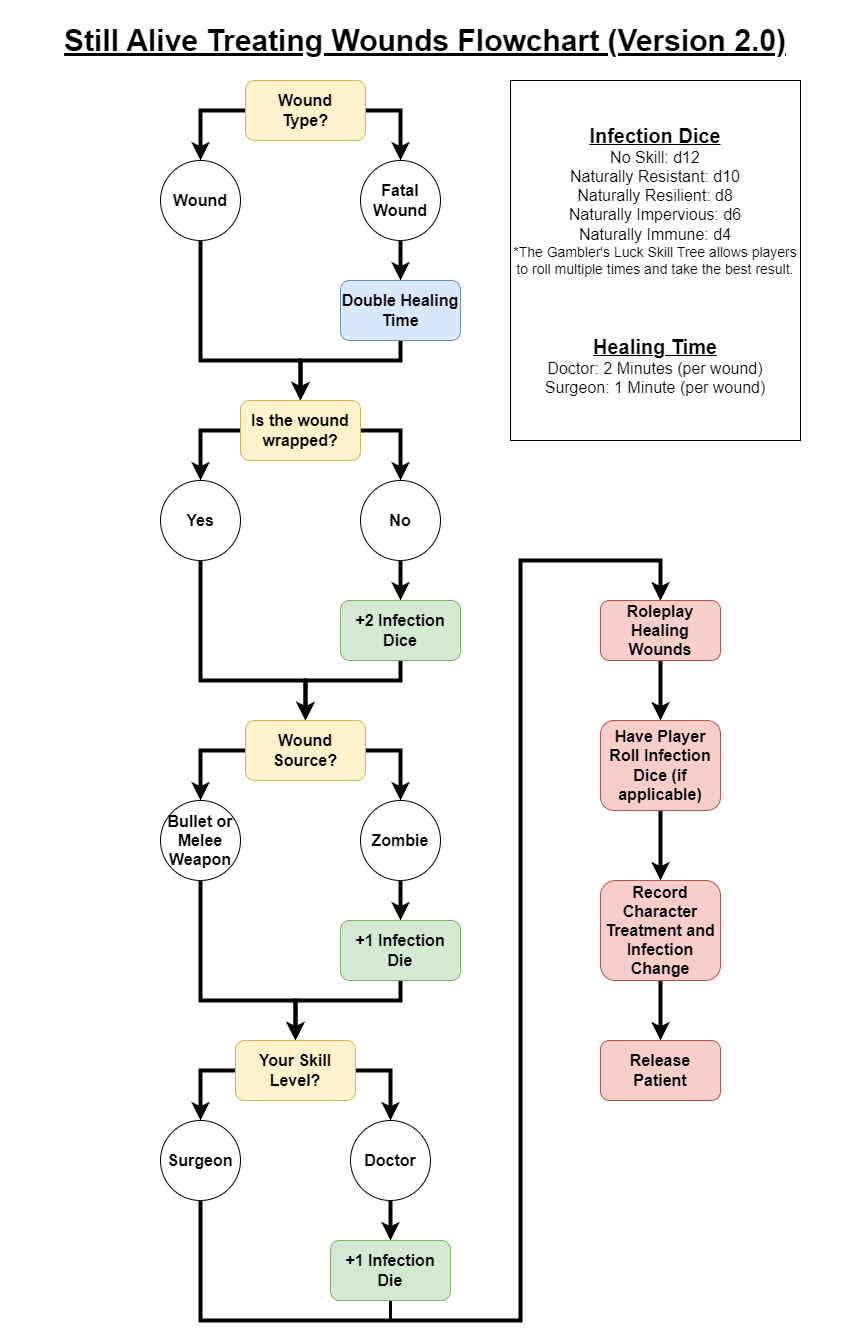 Still Alive Treating Wounds Flowchart (Version 2.0)
Wound
Type?
Wound
Fatal
Wound
Double Healing
Time
Infection Dice
No Skill: d12
Naturally Resistant: d10
Naturally Resilient: d8
Naturally Impervious: d6
Naturally Immune: d4
*The Gambler's Luck Skill Tree allows players
to roll multiple times and take the best result.
Healing Time
Doctor: 2 Minutes (per wound)
Surgeon: 1 Minute (per wound)
Is the wound
wrapped?
Yes
No
+2 Infection
Dice
Wound
Source?
Bullet or
Melee
Weapon
Zombie
+1 Infection
Die
Your Skill
Level?
Surgeon
Doctor
+1 Infection
Die
Roleplay
Healing
Wounds
Have Player
Roll Infection
Dice (if
applicable)
Record
Character
Treatment and
Infection
Change
Release
Patient